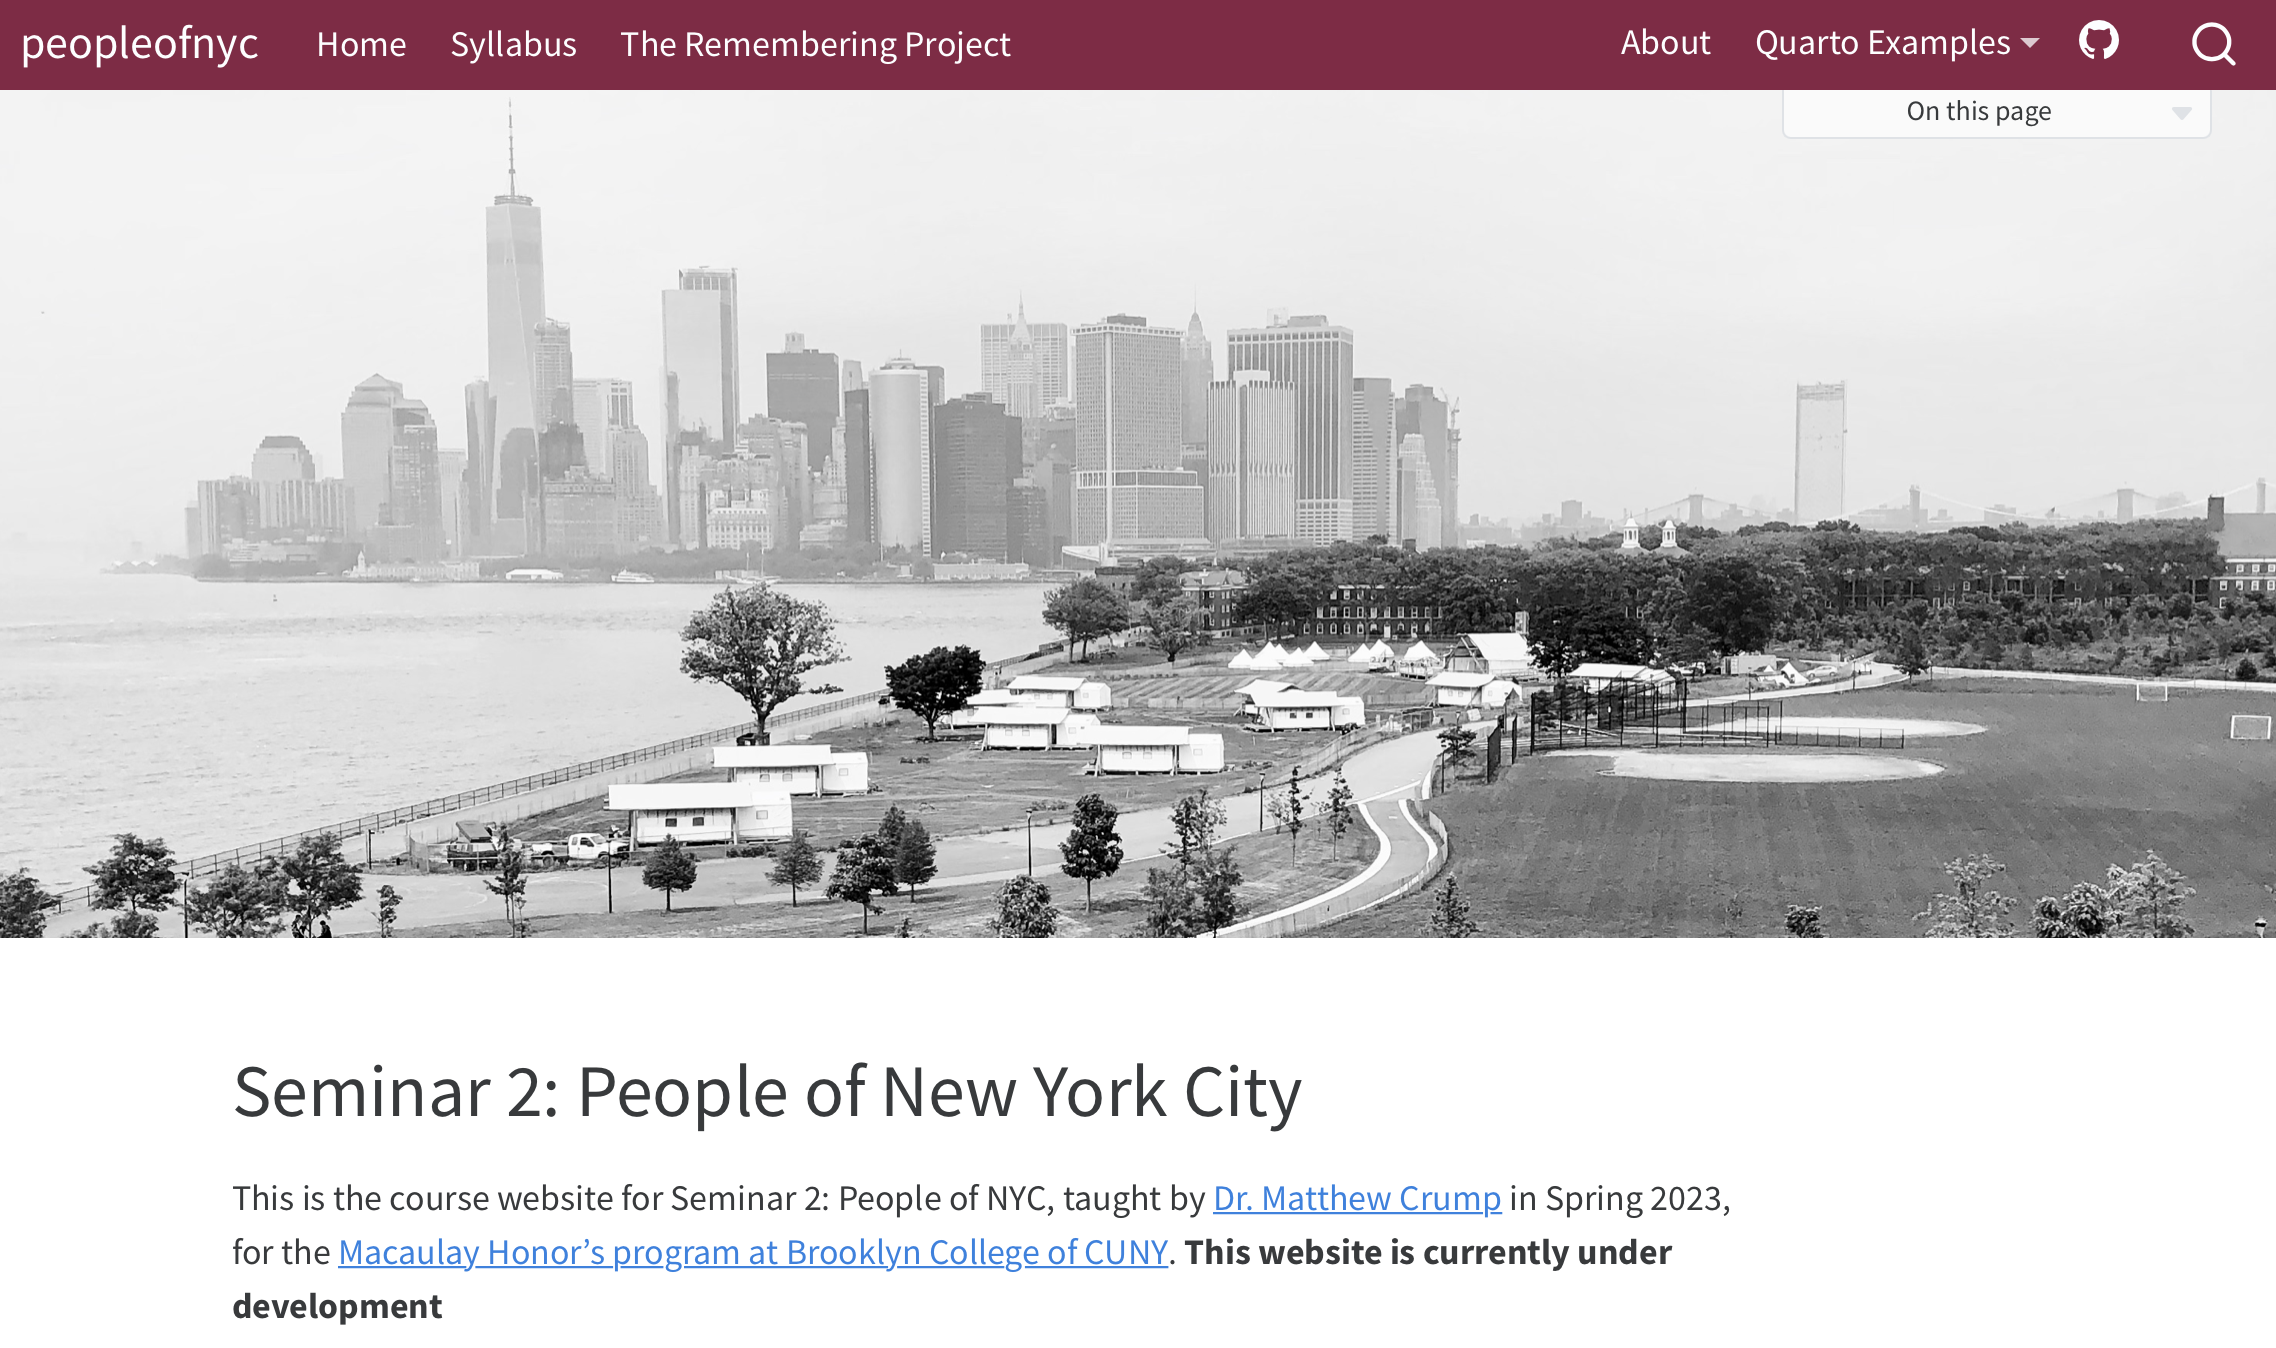 peopleofnyc Home Syllabus The Remembering Project About Quarto Examples
On this page
Seminar 2: People of New York City
This is the course website for Seminar 2: People of NYC, taught by Dr. Matthew Crump in Spring 2023,
for the Macaulay Honor’s program at Brooklyn College of CUNY. This website is currently under
development